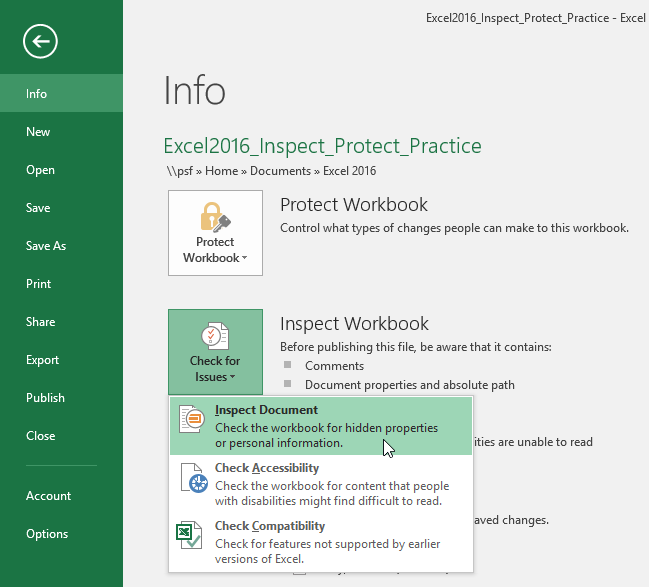 Excel2016_Inspect_Protect_Practice - Excel
Info
New
Open
Save
Save As
Print
Share
Export
Publish
Close
Account
Options
Info
Excel2016_Inspect_Protect_Practice
\\psf » Home » Documents » Excel 2016
Protect
Workbook
Protect Workbook
Control what types of changes people can make to this workbook.
Check for
Issues
Inspect Workbook
Before publishing this file, be aware that it contains:
Comments
Document properties and absolute path
Inspect Document
Check the workbook for hidden properties
or personal information.
ities are unable to read
Check Accessibility
Check the workbook for content that people
with disabilities might find difficult to read.
aved changes.
Check Compatibility
Check for features not supported by earlier
versions of Excel.